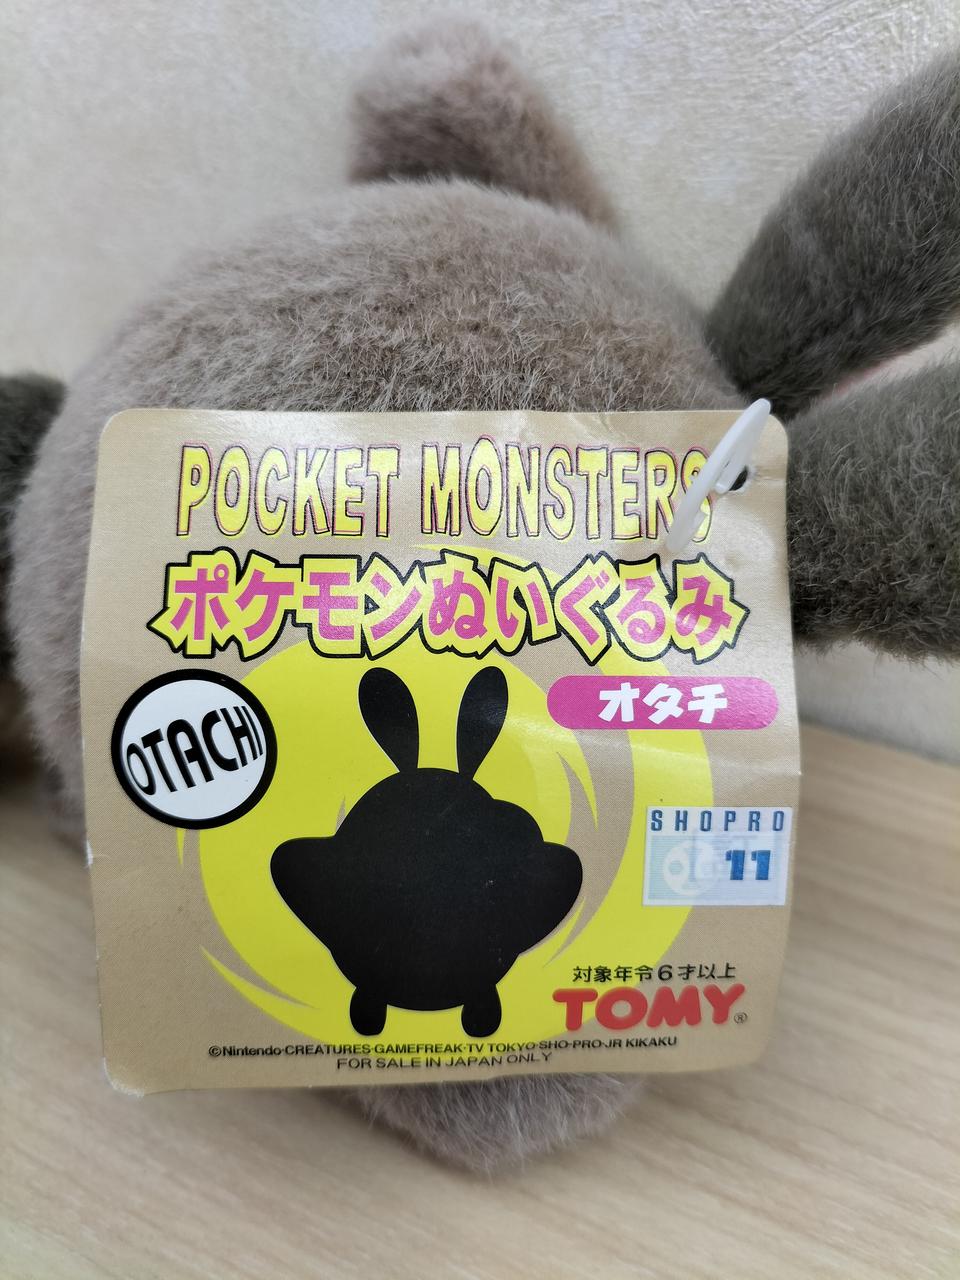 POCKET MONSTERS
ポケモンぬいぐるみ
オタチ
OTACHI
SHOPRO
11
対象年令6才以上
TOMY®
©Nintendo·CREATURES·GAMEFREAK·TV TOKYO·SHO-PRO·JR KIKAKU
FOR SALE IN JAPAN ONLY